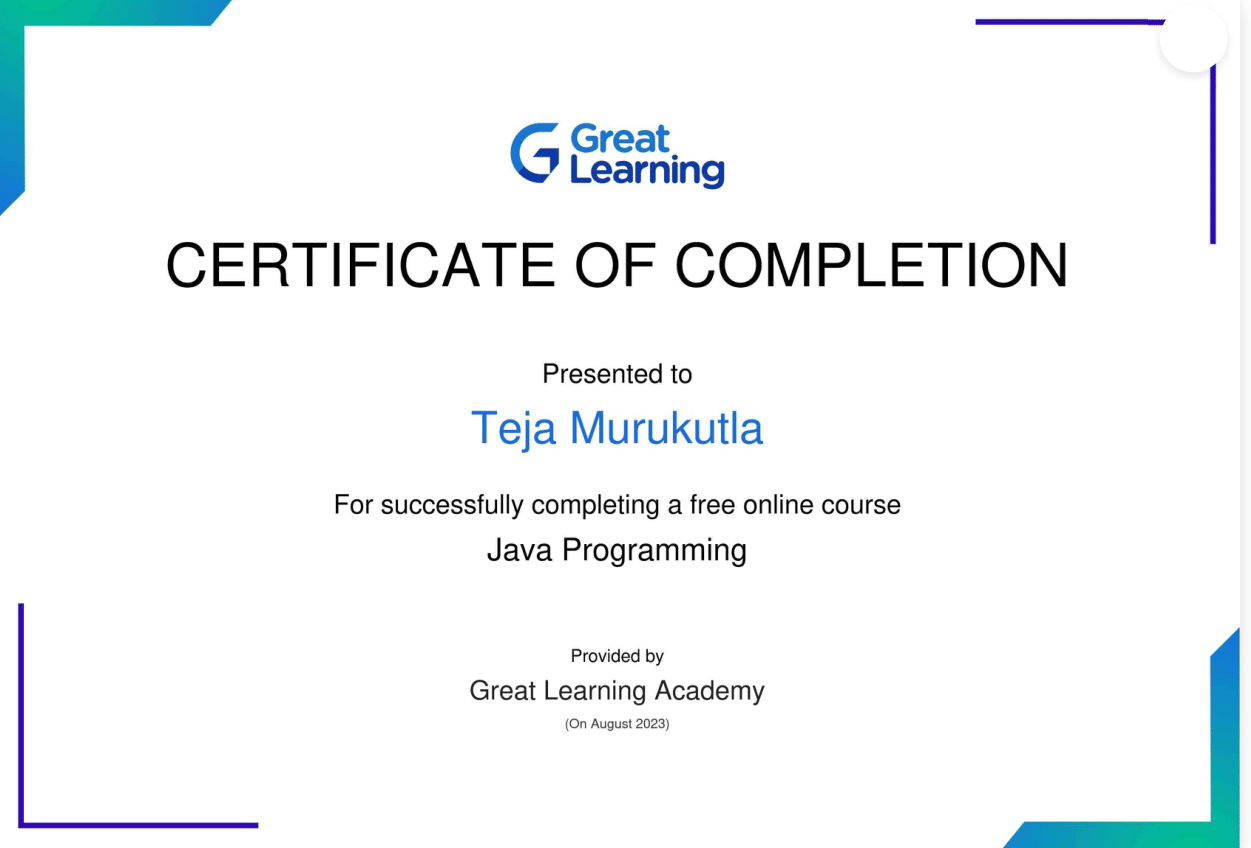 Great
Learning
CERTIFICATE OF COMPLETION
Presented to
Teja Murukutla
For successfully completing a free online course
Java Programming
Provided by
Great Learning Academy
(On August 2023)